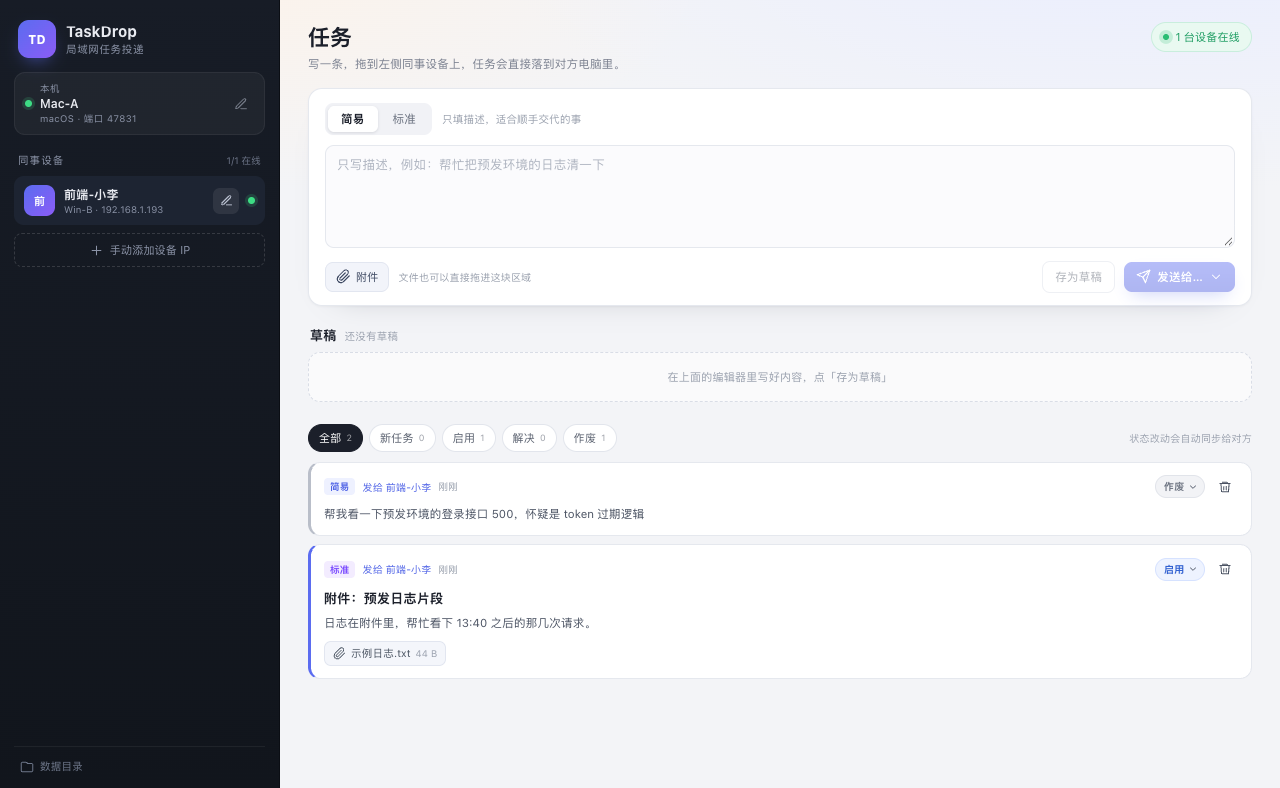 TD
TaskDrop
局域网任务投递
本机
Mac-A
macOS · 端口 47831
同事设备
1/1 在线
前
前端-小李
Win-B · 192.168.1.193
手动添加设备 IP
数据目录
任务
写一条，拖到左侧同事设备上，任务会直接落到对方电脑里。
1 台设备在线
简易
标准
只填描述，适合顺手交代的事
只写描述，例如：帮忙把预发环境的日志清一下
附件
文件也可以直接拖进这块区域
存为草稿
发送给...
草稿
还没有草稿
在上面的编辑器里写好内容，点「存为草稿」
全部 2
新任务 0
启用 1
解决 0
作废 1
状态改动会自动同步给对方
简易
发给 前端-小李
刚刚
作废
帮我看一下预发环境的登录接口 500，怀疑是 token 过期逻辑
标准
发给 前端-小李
刚刚
启用
附件：预发日志片段
日志在附件里，帮忙看下 13:40 之后的那几次请求。
示例日志.txt 44 B